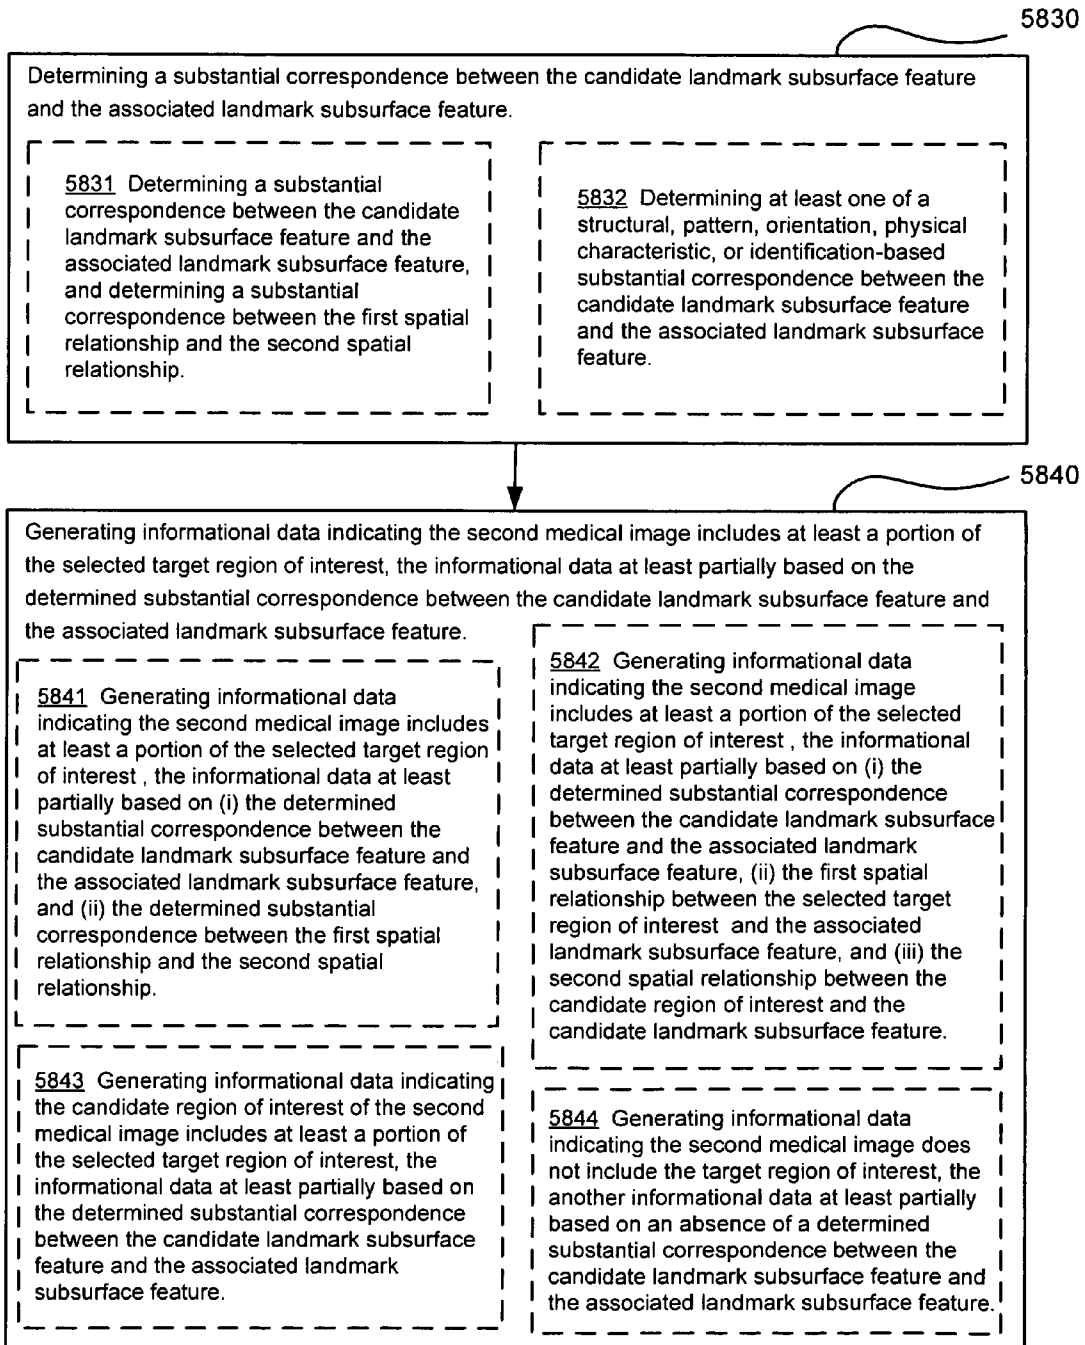 5830
Determining a substantial correspondence between the candidate landmark subsurface feature
and the associated landmark subsurface feature.
5831 Determining a substantial
correspondence between the candidate
landmark subsurface feature and the
associated landmark subsurface feature,
and determining a substantial
correspondence between the first spatial
relationship and the second spatial
relationship.
5832 Determining at least one of a
structural, pattern, orientation, physical
characteristic, or identification-based
substantial correspondence between the
candidate landmark subsurface feature
and the associated landmark subsurface
feature.
5840
Generating informational data indicating the second medical image includes at least a portion of
the selected target region of interest, the informational data at least partially based on the
determined substantial correspondence between the candidate landmark subsurface feature and
the associated landmark subsurface feature.
5841 Generating informational data
indicating the second medical image includes
at least a portion of the selected target region
of interest , the informational data at least
partially based on (i) the determined
substantial correspondence between the
candidate landmark subsurface feature and
the associated landmark subsurface feature,
and (ii) the determined substantial
correspondence between the first spatial
relationship and the second spatial
relationship.
5842 Generating informational data
indicating the second medical image
includes at least a portion of the selected
target region of interest , the informational
data at least partially based on (i) the
determined substantial correspondence
between the candidate landmark subsurface
feature and the associated landmark
subsurface feature, (ii) the first spatial
relationship between the selected target
region of interest and the associated
landmark subsurface feature, and (iii) the
second spatial relationship between the
candidate region of interest and the
candidate landmark subsurface feature.
5843 Generating informational data indicating
the candidate region of interest of the second
medical image includes at least a portion of
the selected target region of interest, the
informational data at least partially based on
the determined substantial correspondence
between the candidate landmark subsurface
feature and the associated landmark
subsurface feature.
5844 Generating informational data
indicating the second medical image does
not include the target region of interest, the
another informational data at least partially
based on an absence of a determined
substantial correspondence between the
candidate landmark subsurface feature and
the associated landmark subsurface feature.